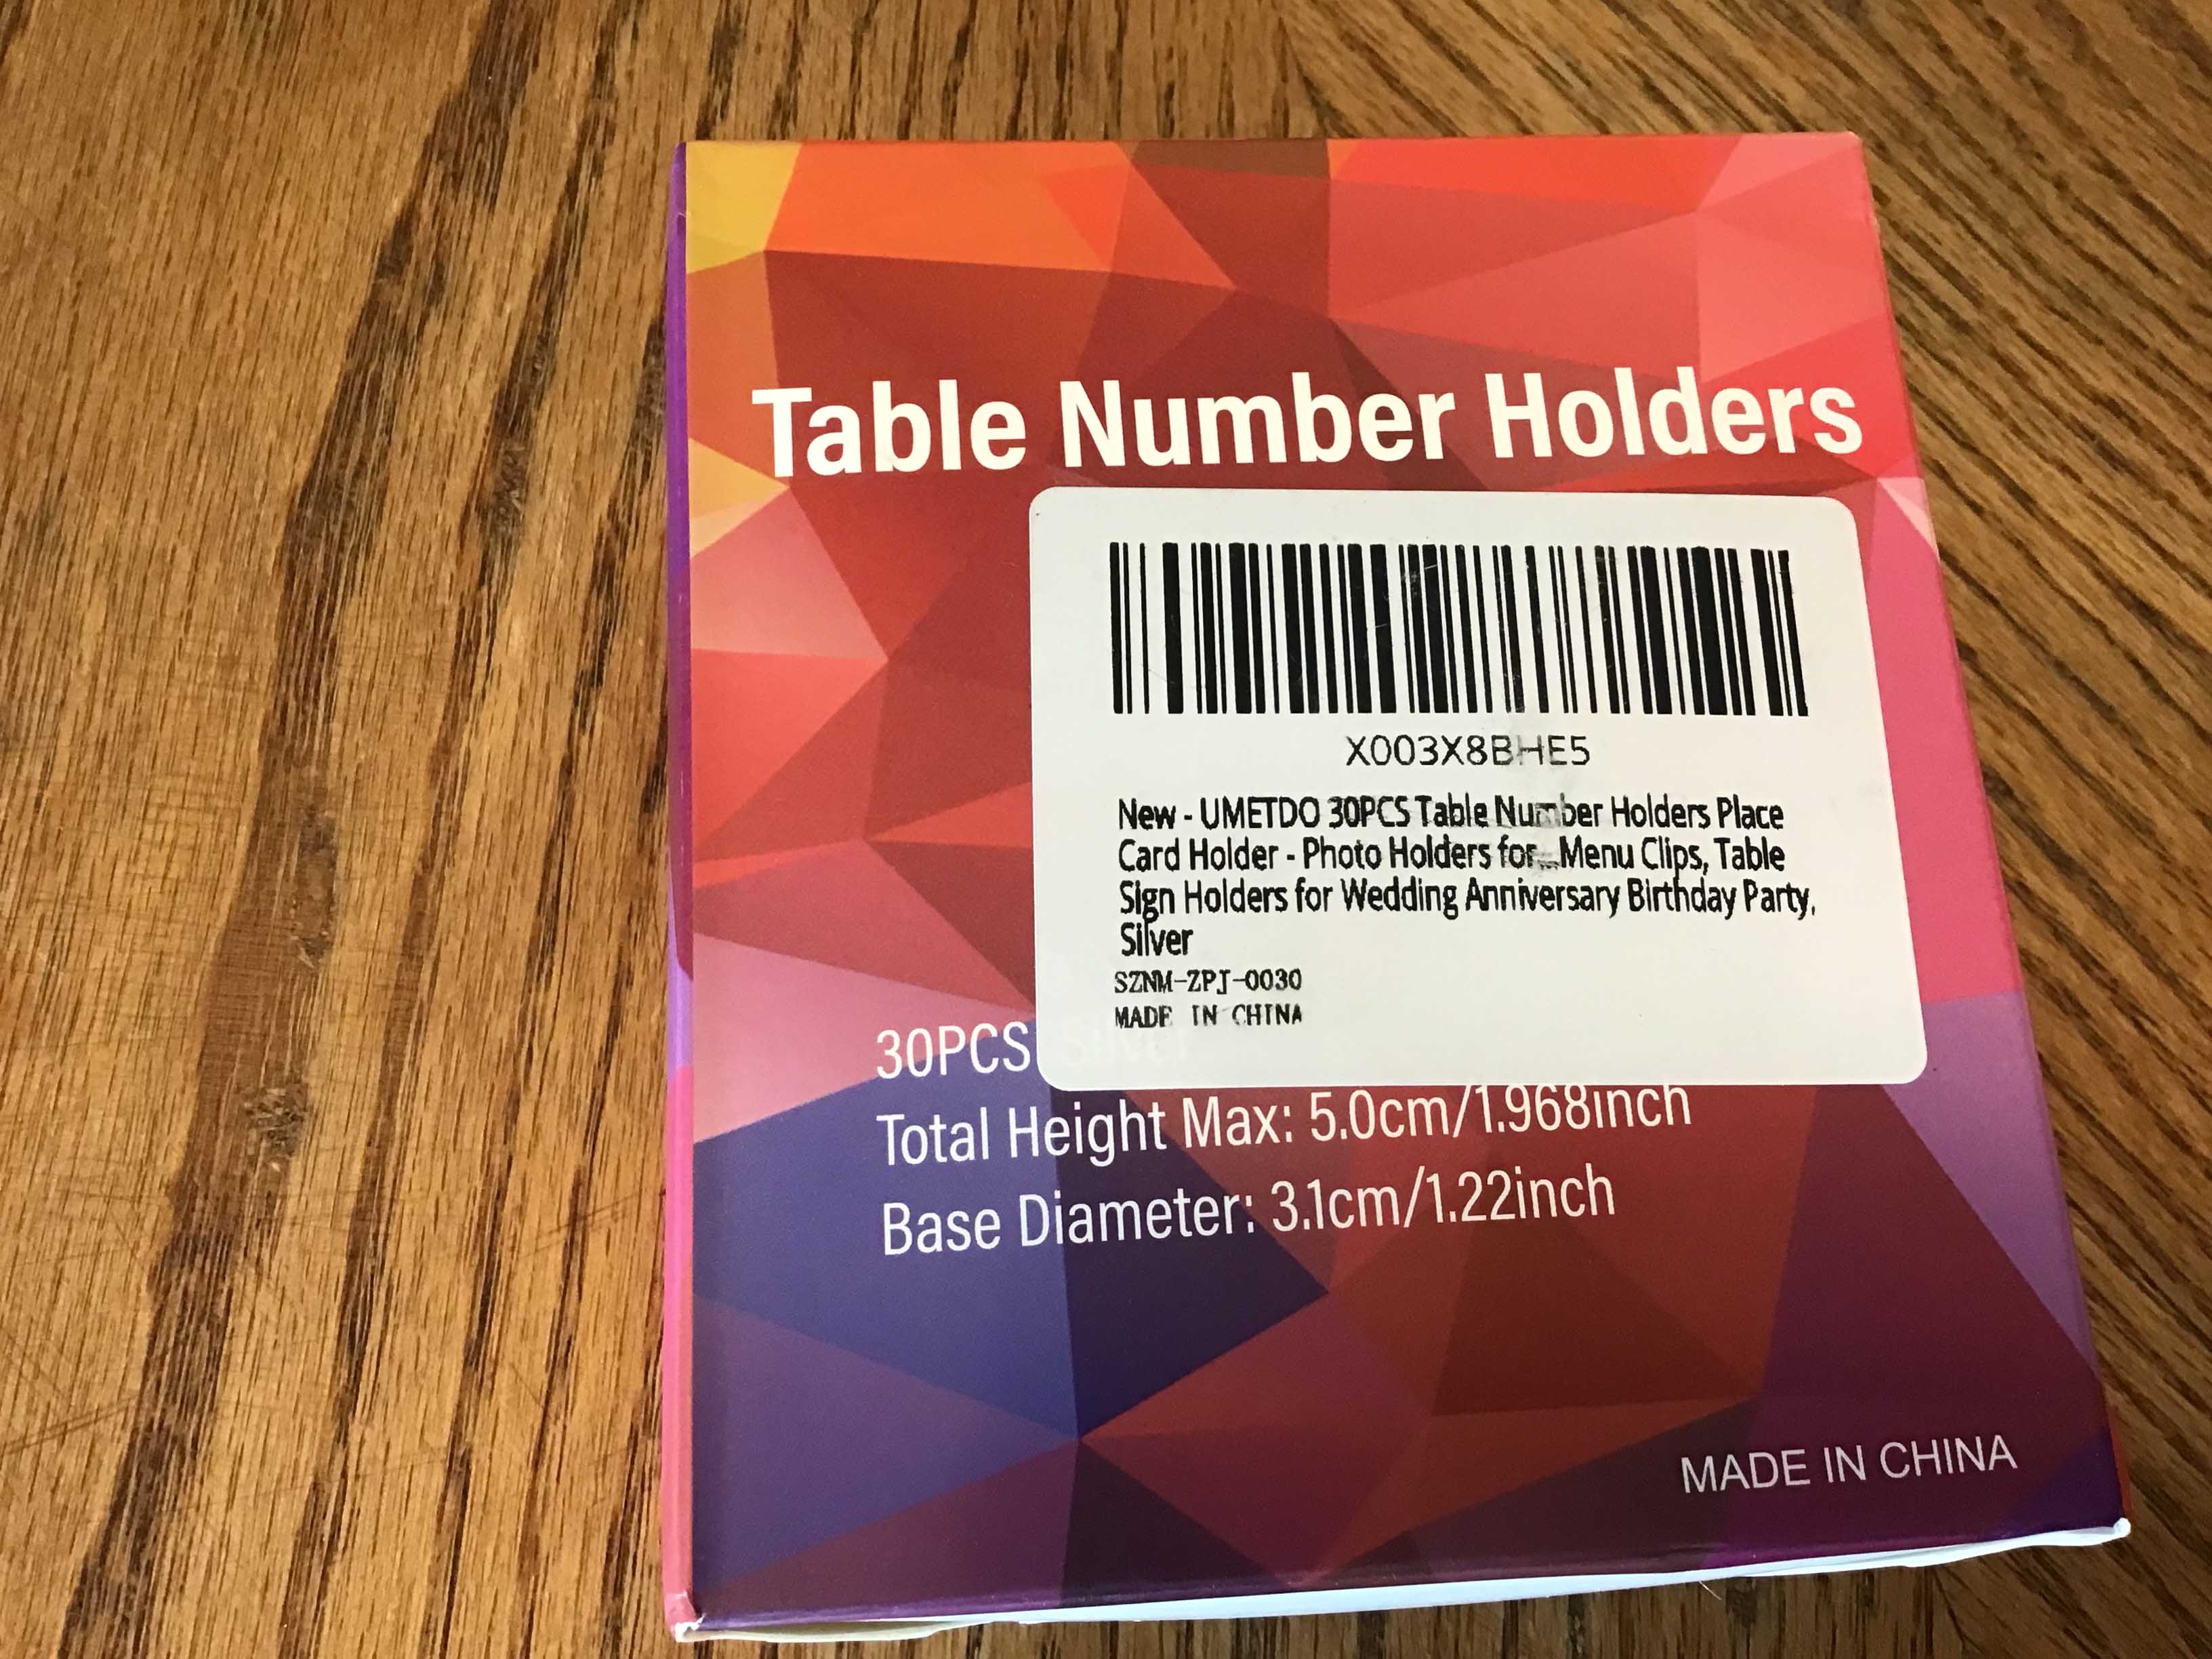 Table Number Holders
X003X8BHE5
New - UMETDO 30PCS Table Number Holders Place
Card Holder - Photo Holders for...Menu Clips, Table
Sign Holders for Wedding Anniversary Birthday Party,
Silver
SZNM-ZPJ-0030
MADE IN CHINA
30PCS Silver
Total Height Max: 5.0cm/1.968inch
Base Diameter: 3.1cm/1.22inch
MADE IN CHINA